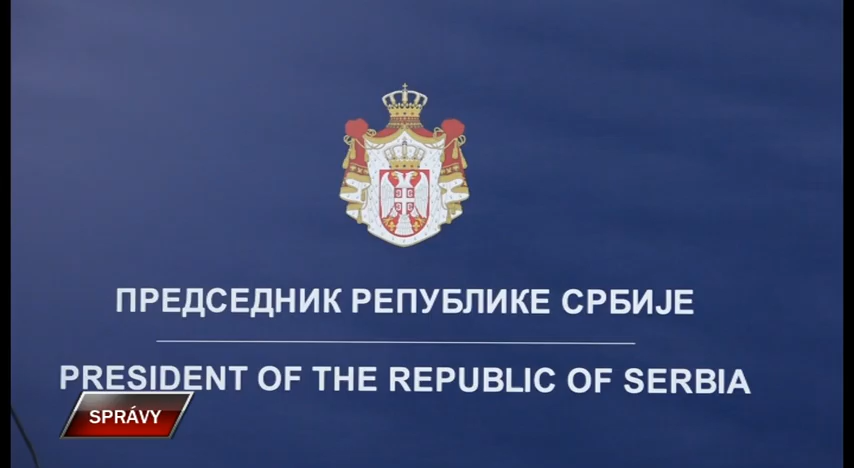 ПРЕДСЕДНИК РЕПУБЛИКЕ СРБИЈЕ
PRESIDENT OF THE REPUBLIC OF SERBIA
SPRÁVY